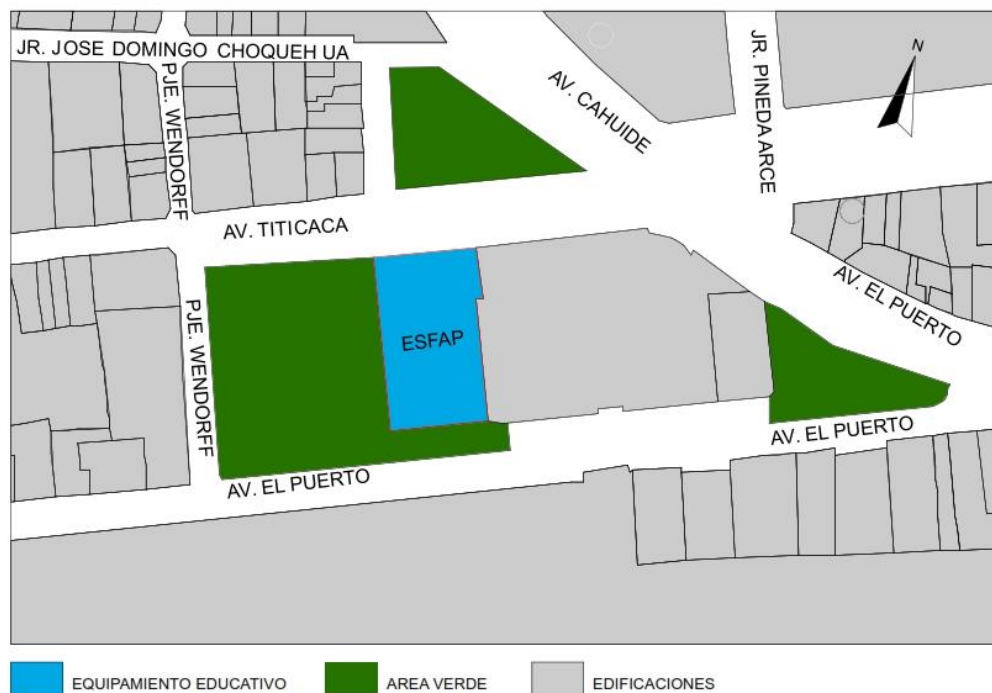 JR. JOSE DOMINGO CHOQUEH UA
PJE. WENDORFF
AV. CAHUIDE
JR. PINEDA ARCE
N
AV. TITICACA
AV. EL PUERTO
PJE. WENDORFF
ESFAP
AV. EL PUERTO
AV. EL PUERTO
EQUIPAMIENTO EDUCATIVO
AREA VERDE
EDIFICACIONES